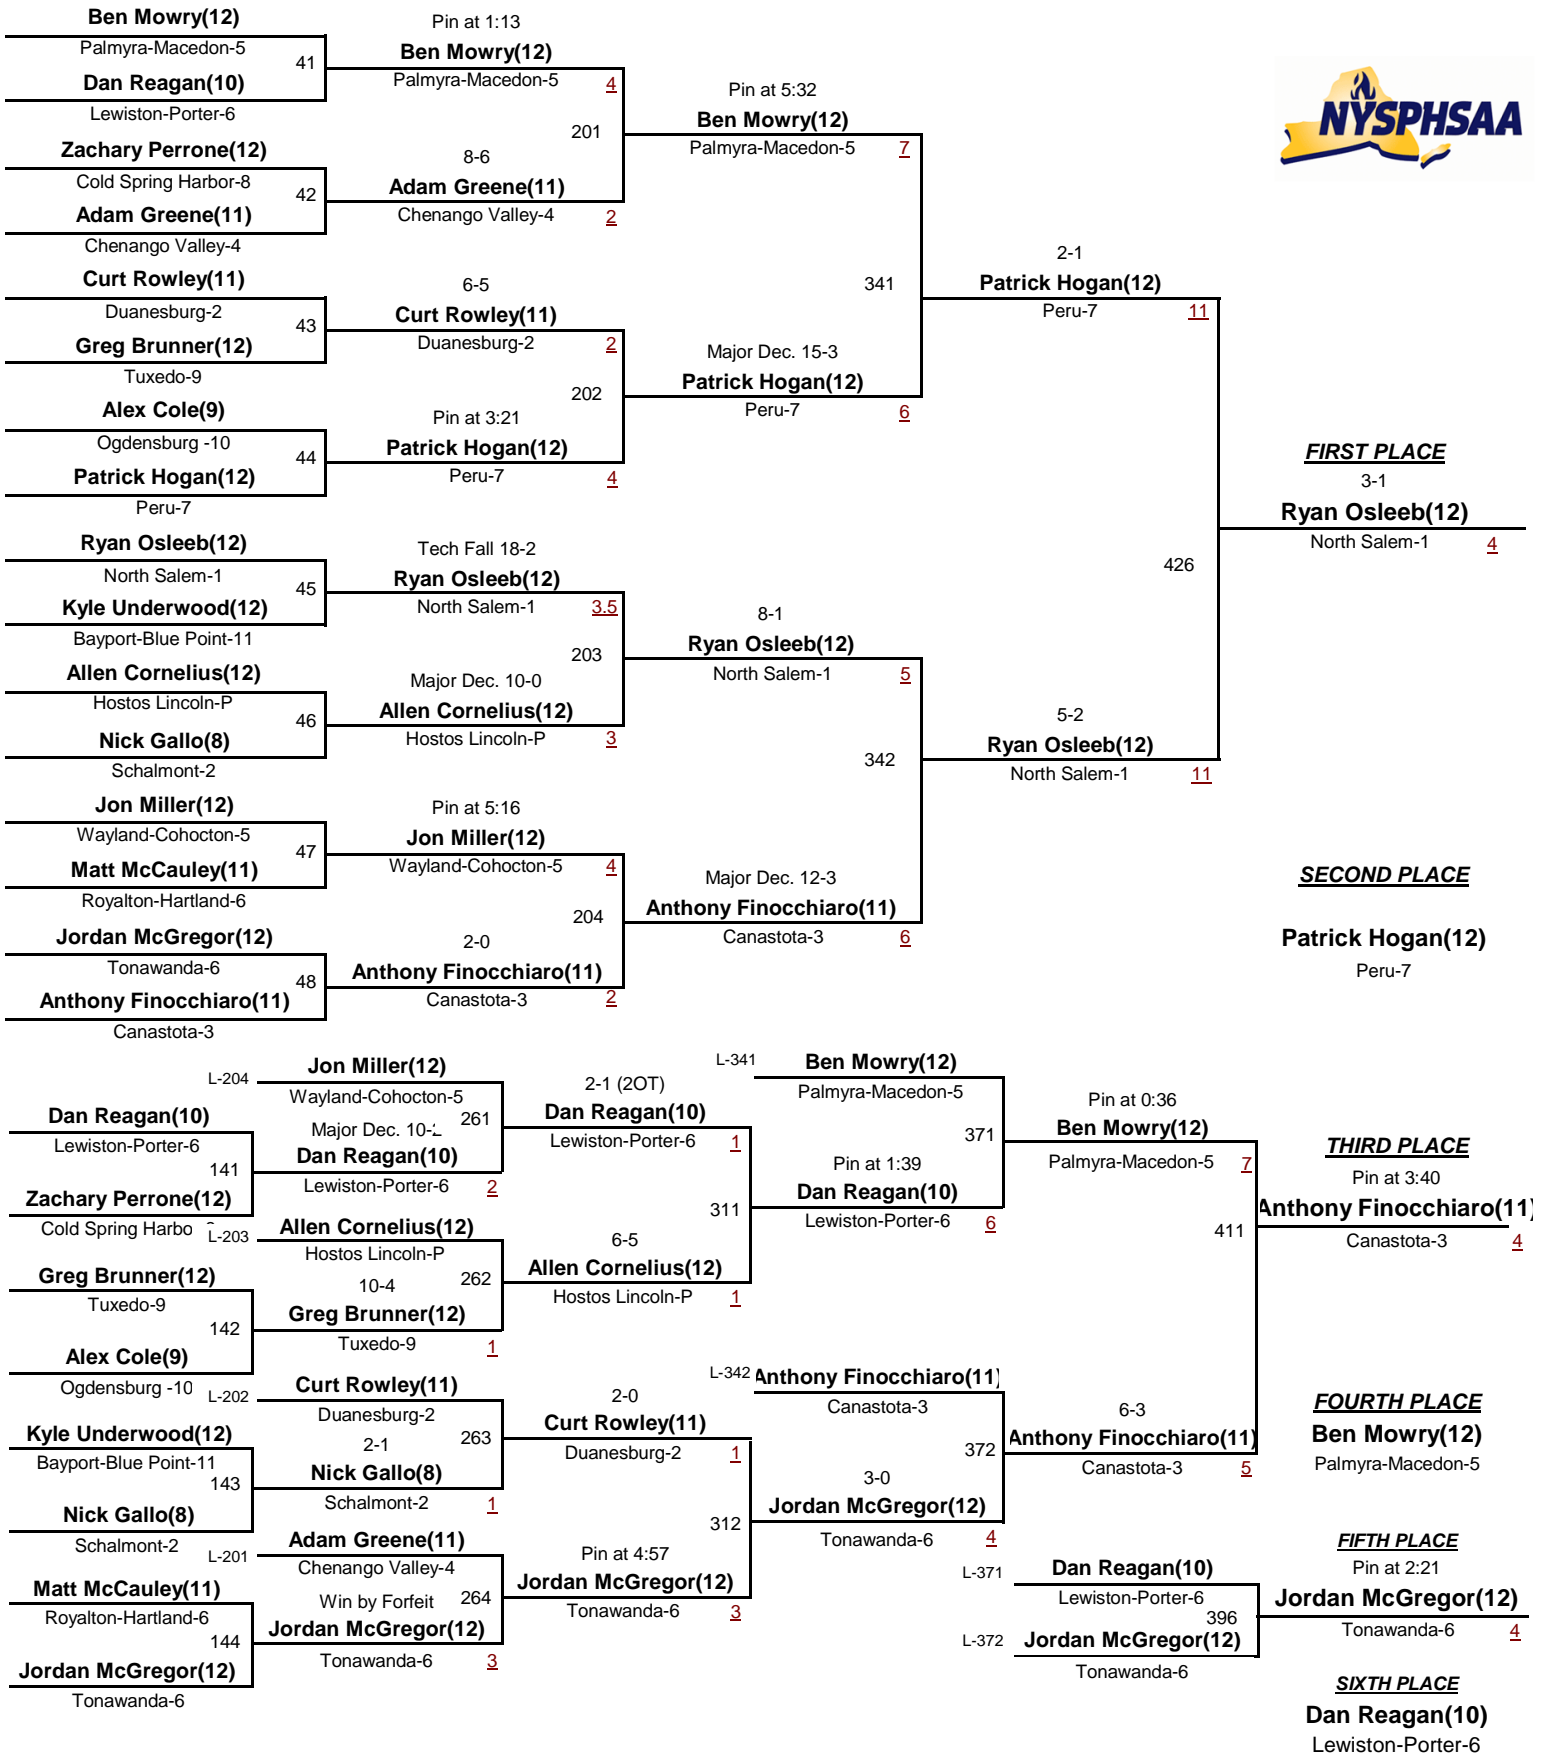 Ben Mowry(12)
Palmyra-Macedon-5
41
Dan Reagan(10)
Lewiston-Porter-6
Zachary Perrone(12)
Cold Spring Harbor-8
42
Adam Greene(11)
Chenango Valley-4
Curt Rowley(11)
Duanesburg-2
43
Greg Brunner(12)
Tuxedo-9
Alex Cole(9)
Ogdensburg -10
44
Patrick Hogan(12)
Peru-7
Ryan Osleeb(12)
North Salem-1
45
Kyle Underwood(12)
Bayport-Blue Point-11
Allen Cornelius(12)
Hostos Lincoln-P
46
Nick Gallo(8)
Schalmont-2
Jon Miller(12)
Wayland-Cohocton-5
47
Matt McCauley(11)
Royalton-Hartland-6
Jordan McGregor(12)
Tonawanda-6
48
Anthony Finocchiaro(11)
Canastota-3
Pin at 1:13
Ben Mowry(12)
Palmyra-Macedon-5 4
201
8-6
Adam Greene(11)
Chenango Valley-4 2
6-5
Curt Rowley(11)
Duanesburg-2 2
202
Pin at 3:21
Patrick Hogan(12)
Peru-7 4
Tech Fall 18-2
Ryan Osleeb(12)
North Salem-1 3.5
203
Major Dec. 10-0
Allen Cornelius(12)
Hostos Lincoln-P 3
Pin at 5:16
Jon Miller(12)
Wayland-Cohocton-5 4
204
2-0
Anthony Finocchiaro(11)
Canastota-3 2
Pin at 5:32
Ben Mowry(12)
Palmyra-Macedon-5 7
341
Major Dec. 15-3
Patrick Hogan(12)
Peru-7 6
8-1
Ryan Osleeb(12)
North Salem-1 5
342
Major Dec. 12-3
Anthony Finocchiaro(11)
Canastota-3 6
2-1
Patrick Hogan(12)
Peru-7 11
426
5-2
Ryan Osleeb(12)
North Salem-1 11
NYSPHSAA
FIRST PLACE
3-1
Ryan Osleeb(12)
North Salem-1 4
SECOND PLACE
Patrick Hogan(12)
Peru-7
Dan Reagan(10)
Lewiston-Porter-6
141
Zachary Perrone(12)
Cold Spring Harbo
Greg Brunner(12)
Tuxedo-9
142
Alex Cole(9)
Ogdensburg -10
Kyle Underwood(12)
Bayport-Blue Point-11
143
Nick Gallo(8)
Schalmont-2
Matt McCauley(11)
Royalton-Hartland-6
144
Jordan McGregor(12)
Tonawanda-6
L-204 Jon Miller(12)
Wayland-Cohocton-5
261
Major Dec. 10-
Dan Reagan(10)
Lewiston-Porter-6 2
L-203 Allen Cornelius(12)
Hostos Lincoln-P
262
10-4
Greg Brunner(12)
Tuxedo-9 1
L-202 Curt Rowley(11)
Duanesburg-2
263
2-1
Nick Gallo(8)
Schalmont-2 1
L-201 Adam Greene(11)
Chenango Valley-4
264
Win by Forfeit
Jordan McGregor(12)
Tonawanda-6 3
2-1 (2OT)
Dan Reagan(10)
Lewiston-Porter-6 1
311
6-5
Allen Cornelius(12)
Hostos Lincoln-P 1
2-0
Curt Rowley(11)
Duanesburg-2 1
312
Pin at 4:57
Jordan McGregor(12)
Tonawanda-6 3
L-341 Ben Mowry(12)
Palmyra-Macedon-5
371
Pin at 1:39
Dan Reagan(10)
Lewiston-Porter-6 6
L-342 Anthony Finocchiaro(11)
Canastota-3
372
3-0
Jordan McGregor(12)
Tonawanda-6 4
Pin at 0:36
Ben Mowry(12)
Palmyra-Macedon-5 7
411
6-3
Anthony Finocchiaro(11)
Canastota-3 5
L-371 Dan Reagan(10)
Lewiston-Porter-6
396
L-372 Jordan McGregor(12)
Tonawanda-6
THIRD PLACE
Pin at 3:40
Anthony Finocchiaro(11)
Canastota-3 4
FOURTH PLACE
Ben Mowry(12)
Palmyra-Macedon-5
FIFTH PLACE
Pin at 2:21
Jordan McGregor(12)
Tonawanda-6 4
SIXTH PLACE
Dan Reagan(10)
Lewiston-Porter-6